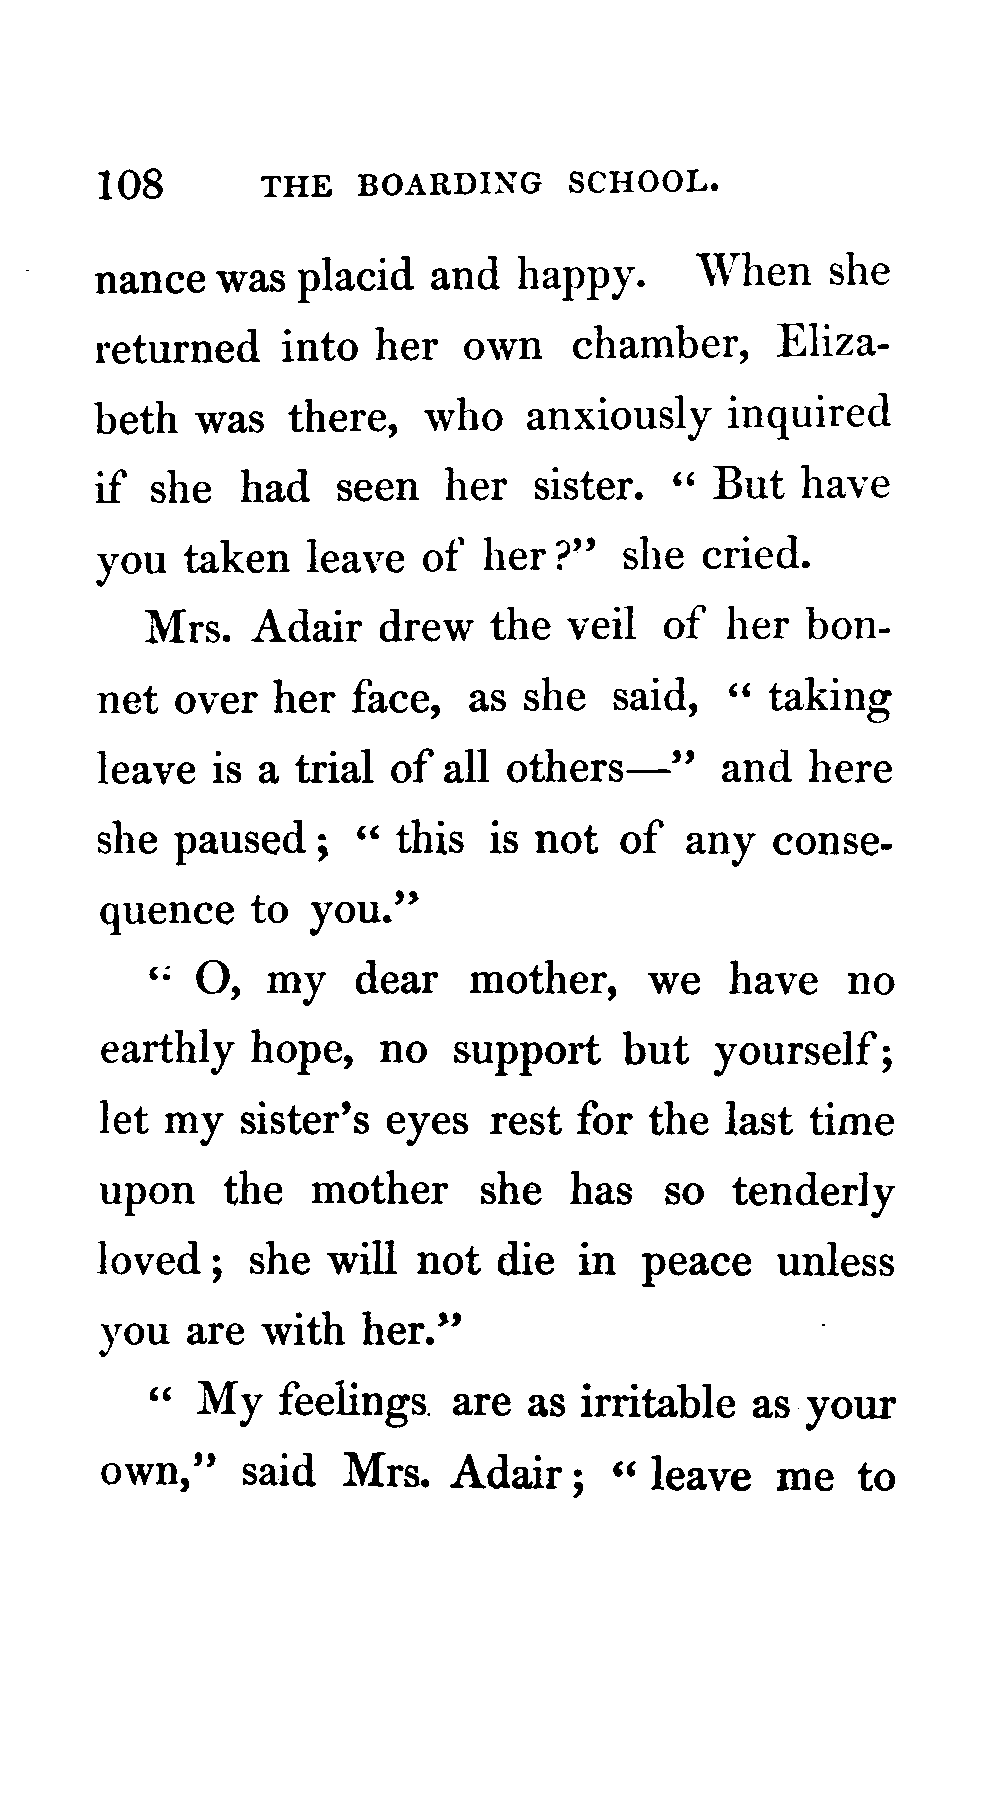 108 THE BOARDING SCHOOL.
nance was placid and happy. When she
returned into her own chamber, Eliza-
beth was there, who anxiously inquired
if she had seen her sister. “ But have
you taken leave of her?” she cried.
Mrs. Adair drew the veil of her bon-
net over her face, as she said, “ taking
leave is a trial of all others—” and here
she paused; “ this is not of any conse-
quence to you.”
“ O, my dear mother, we have no
earthly hope, no support but yourself;
let my sister’s eyes rest for the last time
upon the mother she has so tenderly
loved; she will not die in peace unless
you are with her.”
“ My feelings are as irritable as your
own,” said Mrs. Adair; “ leave me to